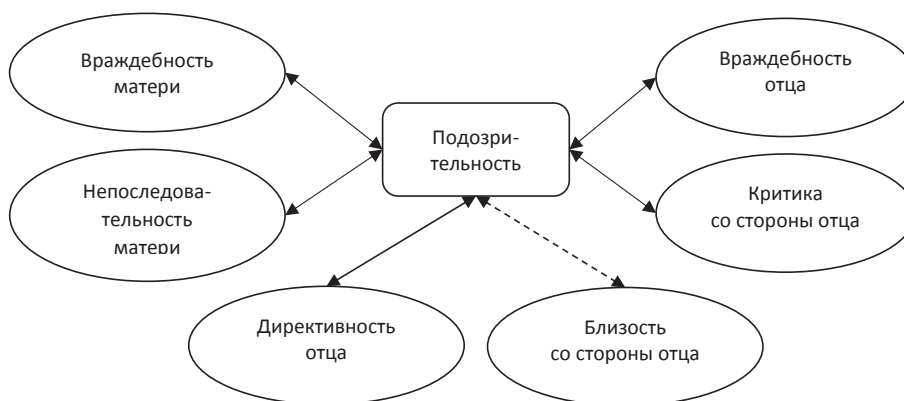 Враждебность
матери
Враждебность
отца
Подозри-
тельность
Непоследова-
тельность
матери
Критика
со стороны отца
Директивность
отца
Близость
со стороны отца